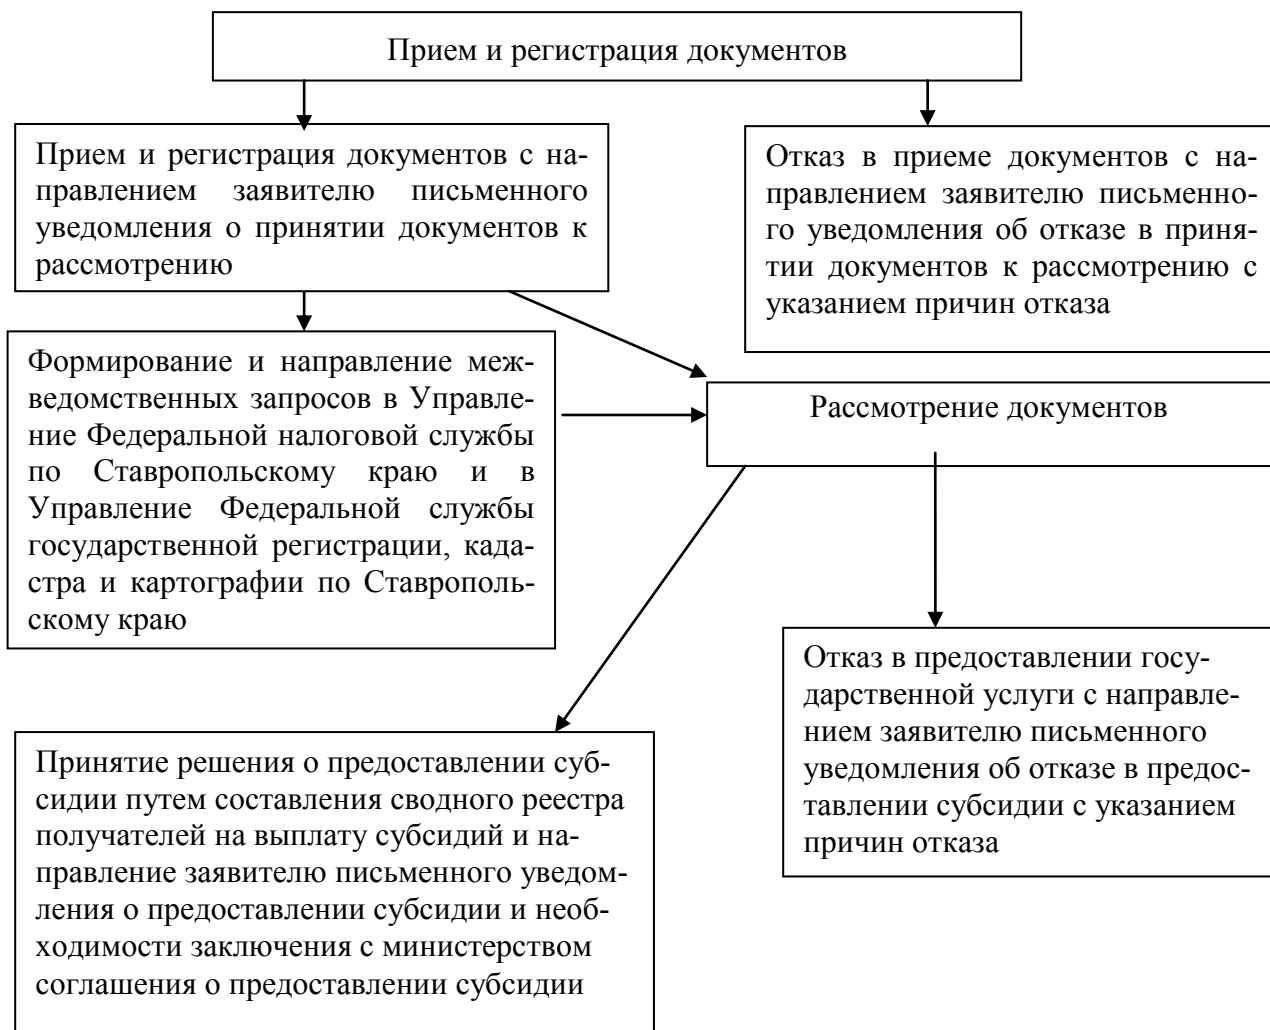 Прием и регистрация документов
Прием и регистрация документов с на-
правлением заявителю письменного
уведомления о принятии документов к
рассмотрению
Отказ в приеме документов с на-
правлением заявителю письменно-
го уведомления об отказе в приня-
тии документов к рассмотрению с
указанием причин отказа
Формирование и направление меж-
ведомственных запросов в Управле-
ние Федеральной налоговой службы
по Ставропольскому краю и в
Управление Федеральной службы
государственной регистрации, када-
стра и картографии по Ставрополь-
скому краю
Рассмотрение документов
Отказ в предоставлении госу-
дарственной услуги с направле-
нием заявителю письменного
уведомления об отказе в предос-
тавлении субсидии с указанием
причин отказа
Принятие решения о предоставлении суб-
сидии путем составления сводного реестра
получателей на выплату субсидий и на-
правление заявителю письменного уведом-
ления о предоставлении субсидии и необ-
ходимости заключения с министерством
соглашения о предоставлении субсидии